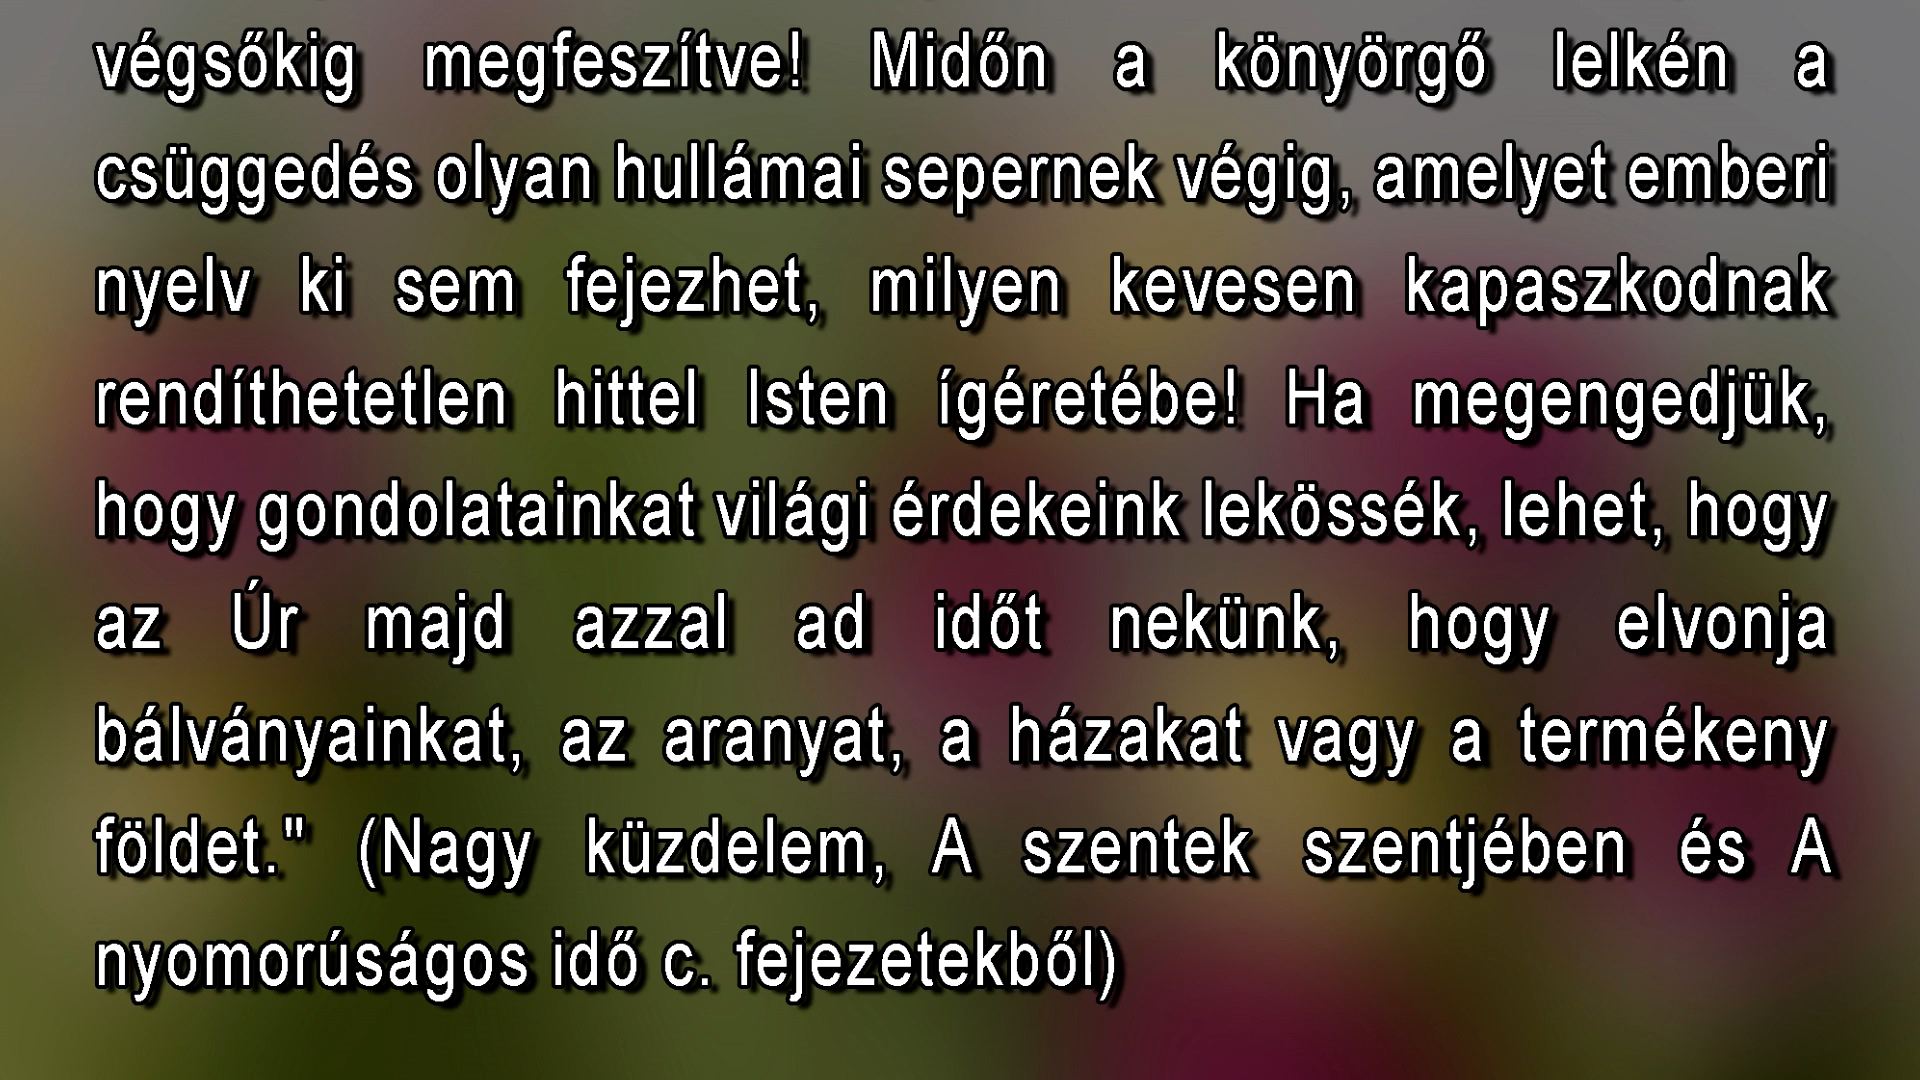 végsőkig megfeszítve! Midőn a könyörgő lelkén a
csüggedés olyan hullámai sepernek végig, amelyet emberi
nyelv ki sem fejezhet, milyen kevesen kapaszkodnak
rendíthetetlen hittel Isten ígéretébe! Ha megengedjük,
hogy gondolatainkat világi érdekeink lekössék, lehet, hogy
az Úr majd azzal ad időt nekünk, hogy elvonja
bálványainkat, az aranyat, a házakat vagy a termékeny
földet." (Nagy küzdelem, A szentek szentjében és A
nyomorúságos idő c. fejezetekből)